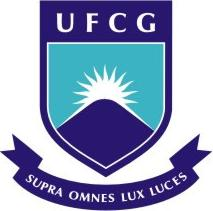 UFCG
SUPRA OMNES LUX LUCES